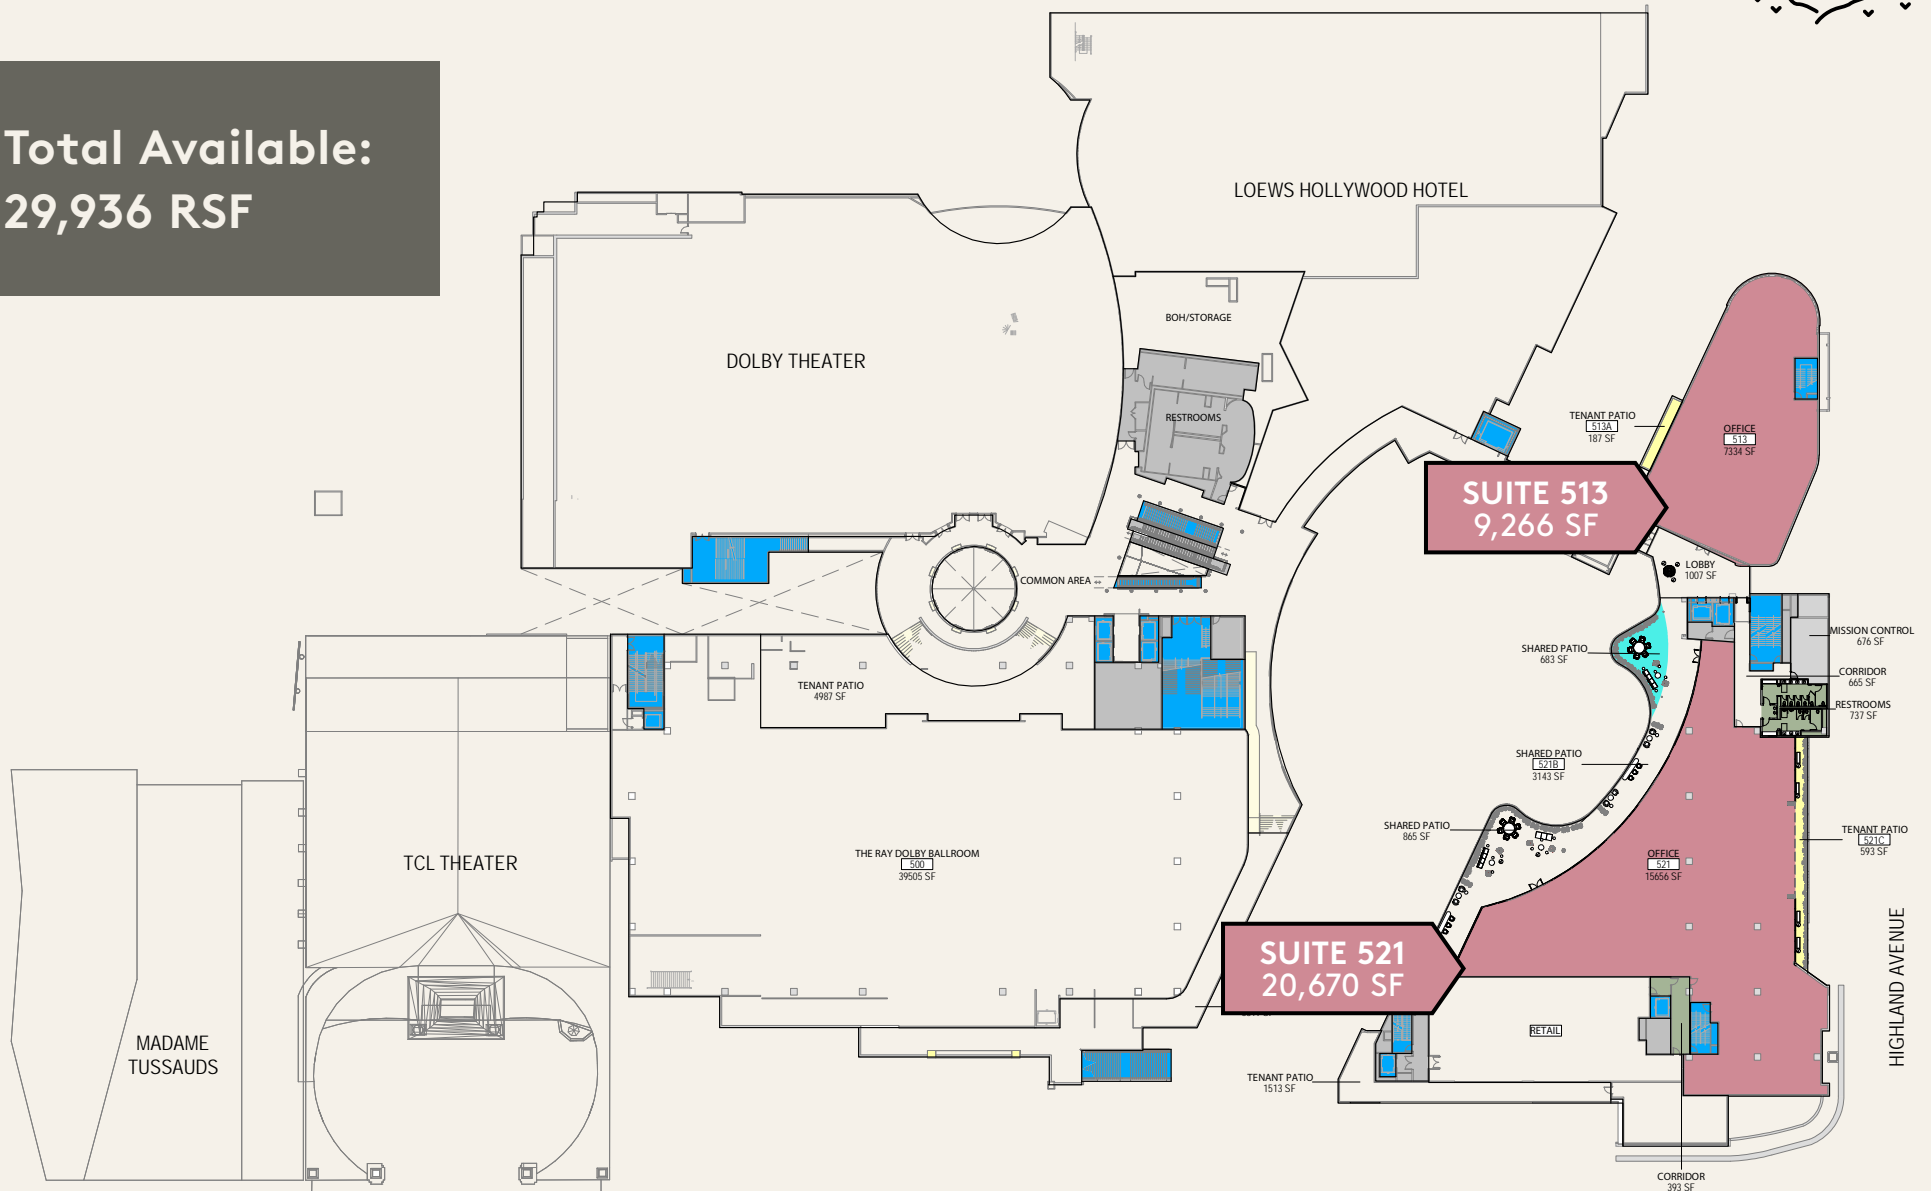 Total Available:
29,936 RSF
LOEWS HOLLYWOOD HOTEL
BOH/STORAGE
DOLBY THEATER
RESTROOMS
TENANT PATIO
513A
187 SF
OFFICE
513
7334 SF
SUITE 513
9,266 SF
COMMON AREA
LOBBY
1007 SF
MISSION CONTROL
676 SF
SHARED PATIO
683 SF
CORRIDOR
665 SF
TENANT PATIO
4987 SF
RESTROOMS
737 SF
SHARED PATIO
521B
3143 SF
SHARED PATIO
865 SF
TENANT PATIO
521C
593 SF
TCL THEATER
THE RAY DOLBY BALLROOM
500
39505 SF
OFFICE
521
15656 SF
SUITE 521
20,670 SF
HIGHLAND AVENUE
RETAIL
MADAME
TUSSAUDS
TENANT PATIO
1513 SF
CORRIDOR
393 SF